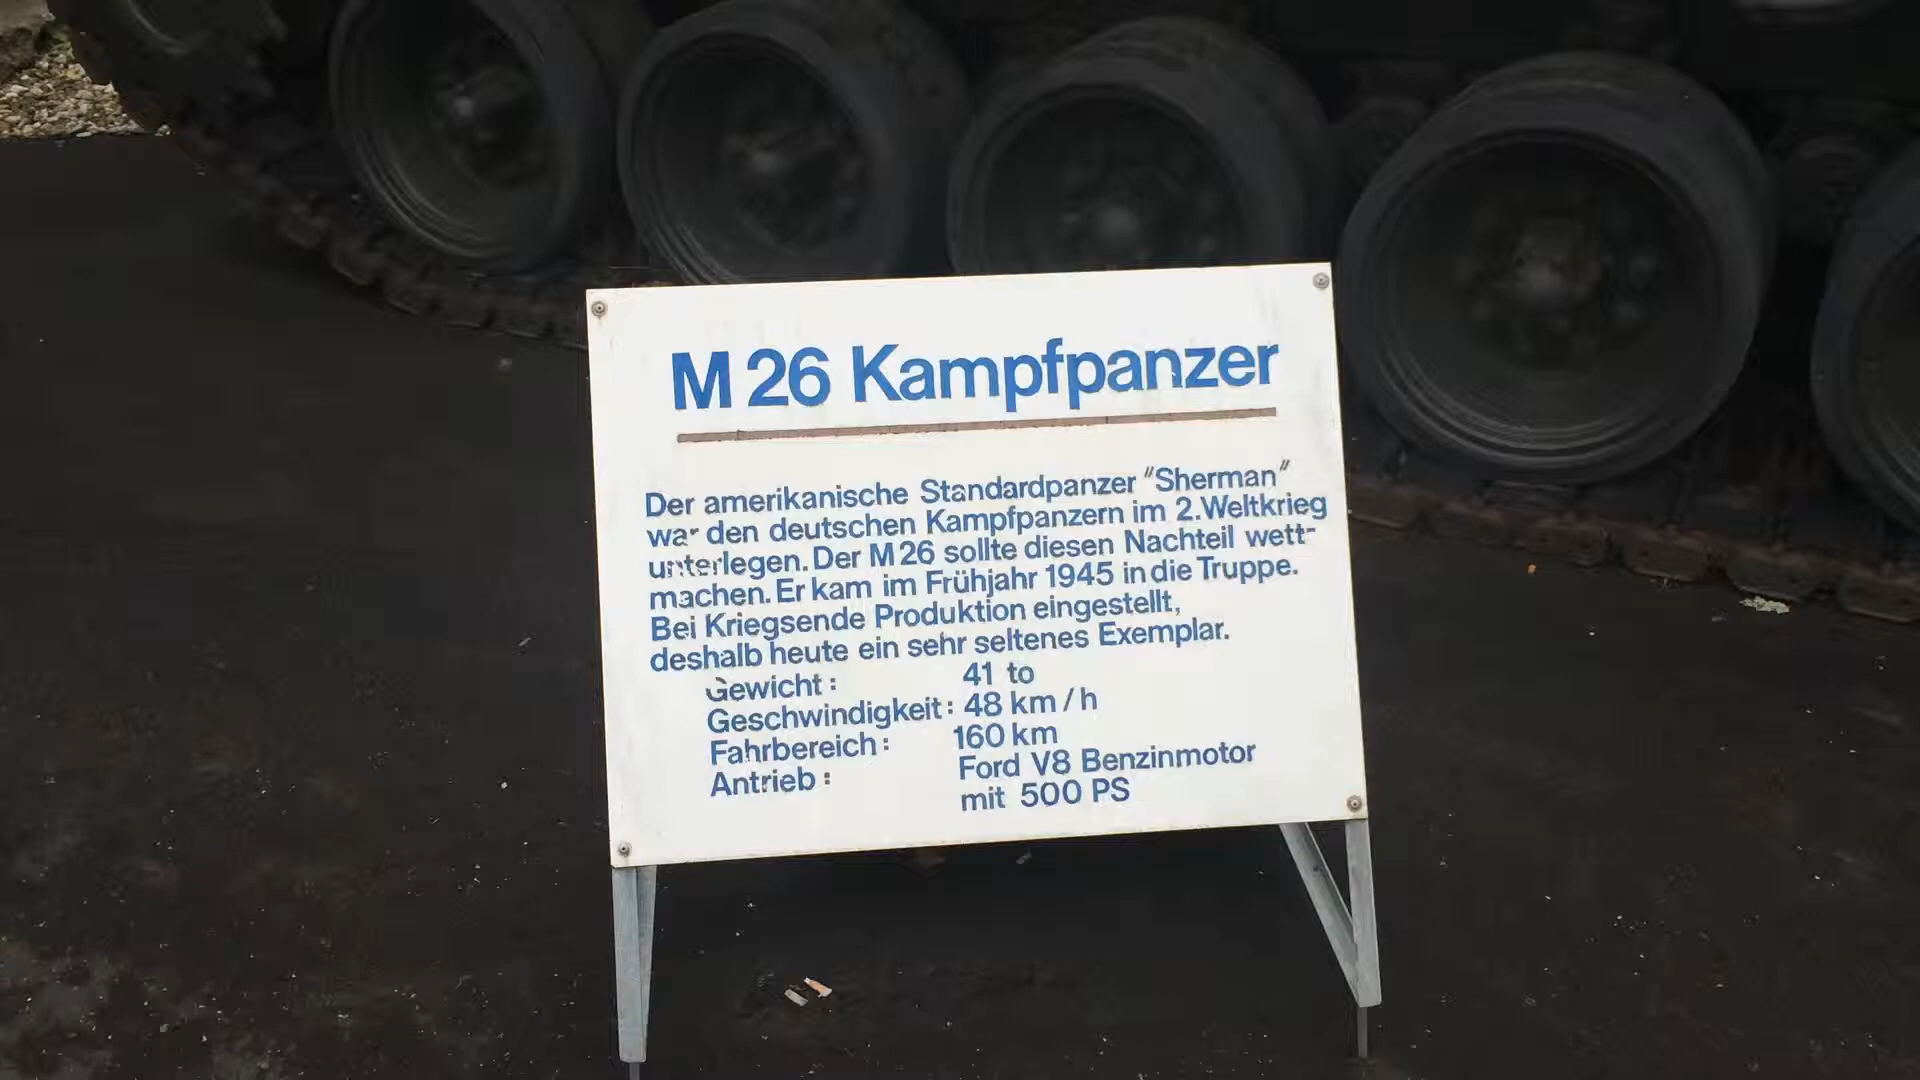 M 26 Kampfpanzer
Der amerikanische Standardpanzer "Sherman"
war den deutschen Kampfpanzern im 2. Weltkrieg
unterlegen. Der M 26 sollte diesen Nachteil wett-
machen. Er kam im Frühjahr 1945 in die Truppe.
Bei Kriegsende Produktion eingestellt,
deshalb heute ein sehr seltenes Exemplar.
Gewicht: 41 to
Geschwindigkeit: 48 km/h
Fahrbereich: 160 km
Antrieb: Ford V8 Benzinmotor
mit 500 PS